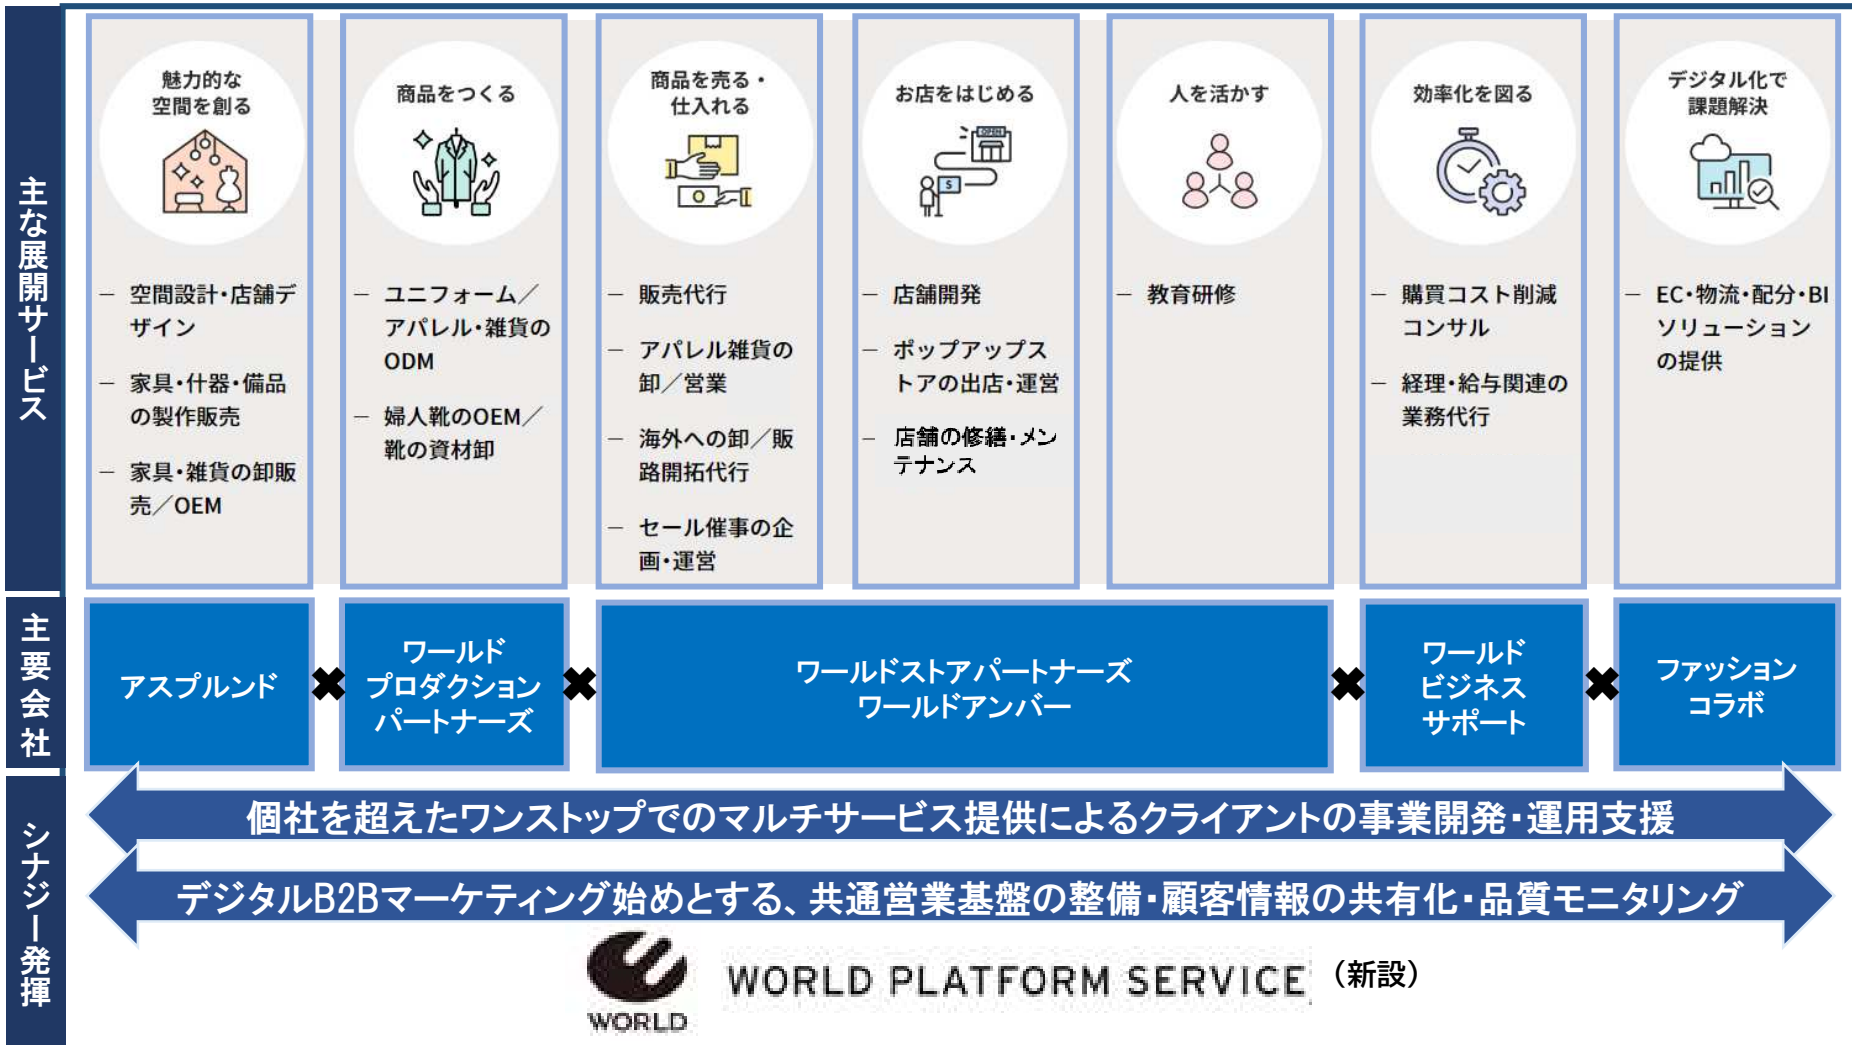 主な展開サービス
魅力的な
空間を創る
－ 空間設計・店舗デ
ザイン
－ 家具・什器・備品
の製作販売
－ 家具・雑貨の卸販
売／OEM
商品をつくる
－ ユニフォーム／
アパレル・雑貨の
ODM
－ 婦人靴のOEM／
靴の資材卸
商品を売る・
仕入れる
－ 販売代行
－ アパレル雑貨の
卸／営業
－ 海外への卸／販
路開拓代行
－ セール催事の企
画・運営
お店をはじめる
OPEN
$
－ 店舗開発
－ ポップアップス
トアの出店・運営
－ 店舗の修繕・メン
テナンス
人を活かす
－ 教育研修
効率化を図る
－ 購買コスト削減
コンサル
－ 経理・給与関連の
業務代行
デジタル化で
課題解決
－ EC・物流・配分・BI
ソリューション
の提供
主要会社
アスプルンド
✖
ワールド
プロダクション
パートナーズ
✖
ワールドストアパートナーズ
ワールドアンバー
✖
ワールド
ビジネス
サポート
✖
ファッション
コラボ
シナジー発揮
個社を超えたワンストップでのマルチサービス提供によるクライアントの事業開発・運用支援
デジタルB2Bマーケティング始めとする、共通営業基盤の整備・顧客情報の共有化・品質モニタリング
WORLD
WORLD PLATFORM SERVICE （新設）